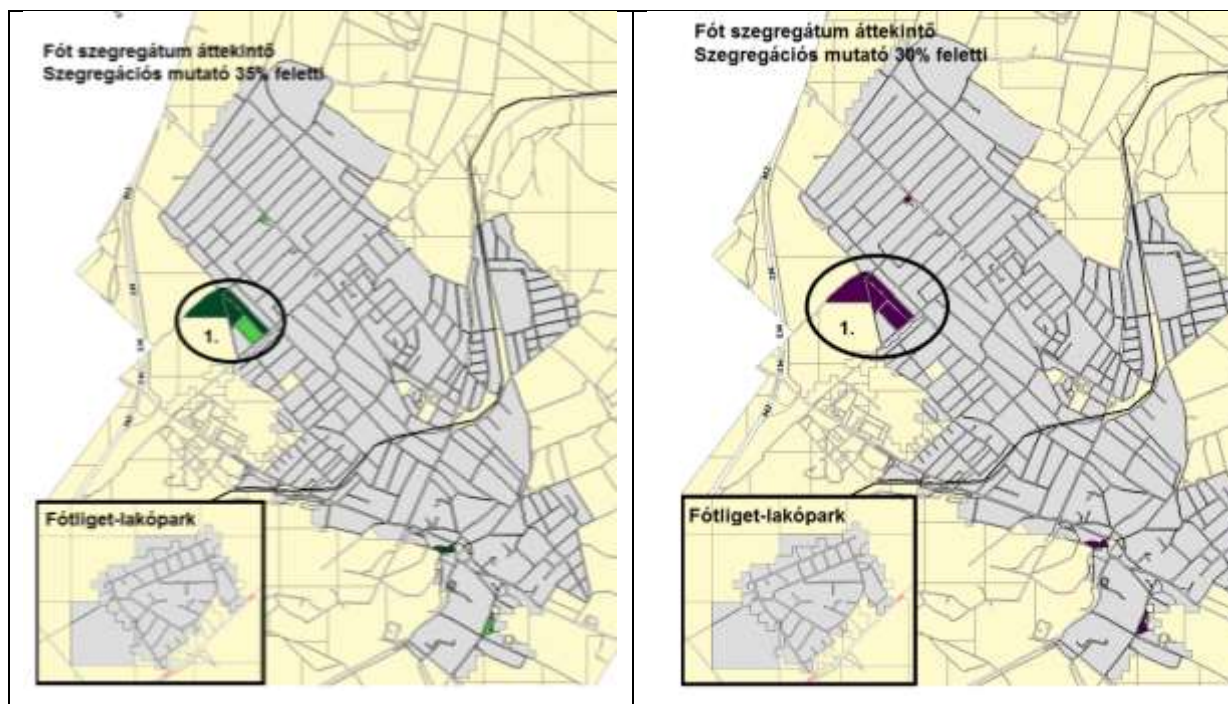 Fót szegregátum áttekintő
Szegregációs mutató 35% feletti
1.
Fótliget-lakópark
Fót szegregátum áttekintő
Szegregációs mutató 30% feletti
1.
Fótliget-lakópark